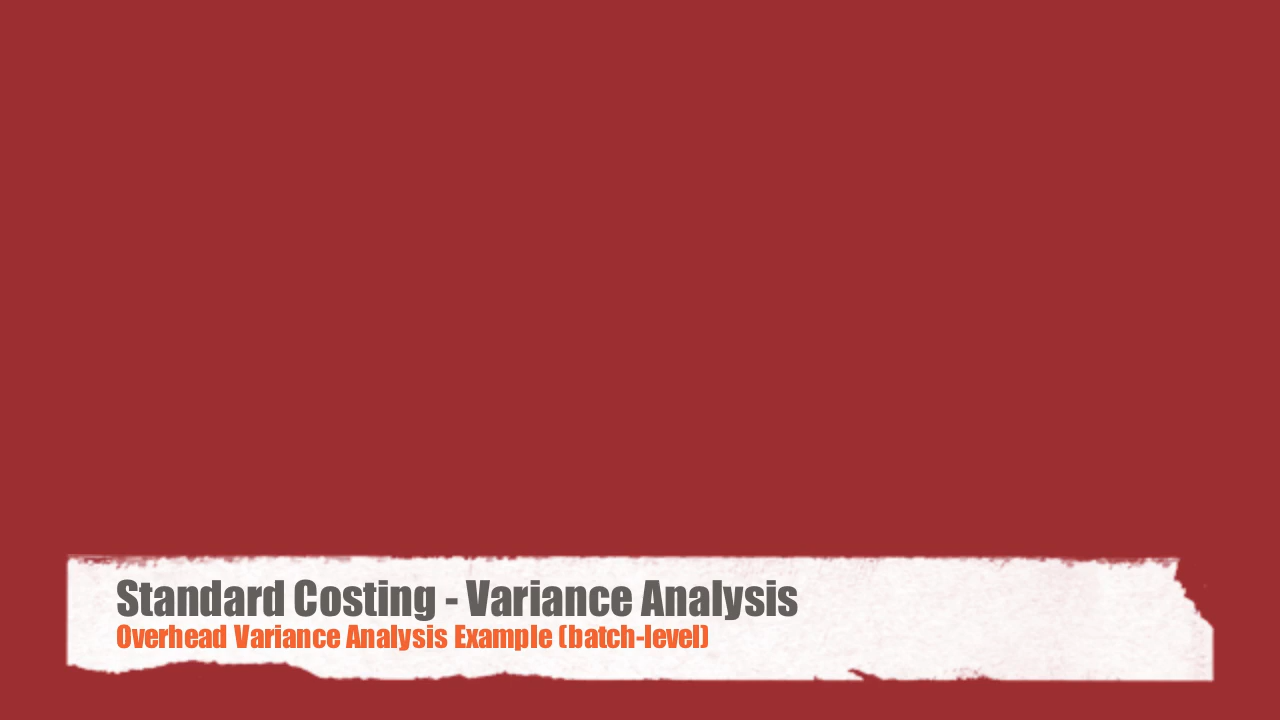 Standard Costing - Variance Analysis
Overhead Variance Analysis Example (batch-level)